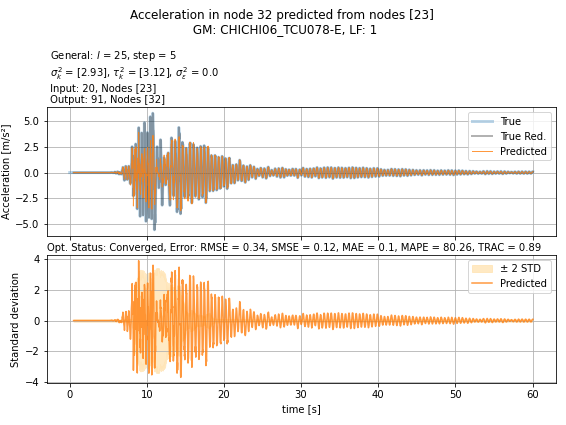 Acceleration in node 32 predicted from nodes [23]
GM: CHICHI06_TCU078-E, LF: 1
General: l = 25, step = 5
σ²ₖ = [2.93], τ²ₖ = [3.12], σ²ε = 0.0
Input: 20, Nodes [23]
Output: 91, Nodes [32]
5.0
2.5
0.0
−2.5
−5.0
Acceleration [m/s²]
True
True Red.
Predicted
Opt. Status: Converged, Error: RMSE = 0.34, SMSE = 0.12, MAE = 0.1, MAPE = 80.26, TRAC = 0.89
4
2
0
−2
−4
Standard deviation
± 2 STD
Predicted
0 10 20 30 40 50 60
time [s]